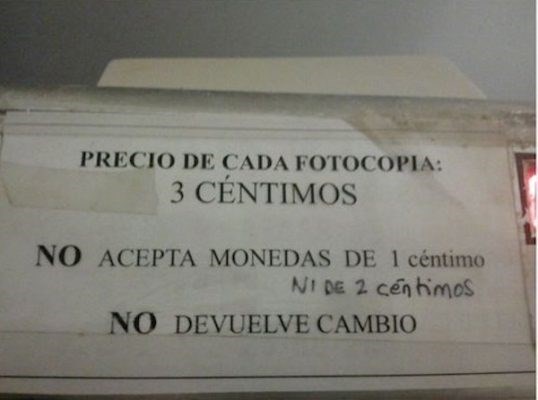 PRECIO DE CADA FOTOCOPIA:
3 CÉNTIMOS
NO ACEPTA MONEDAS DE 1 céntimo
NI DE 2 céntimos
NO DEVUELVE CAMBIO